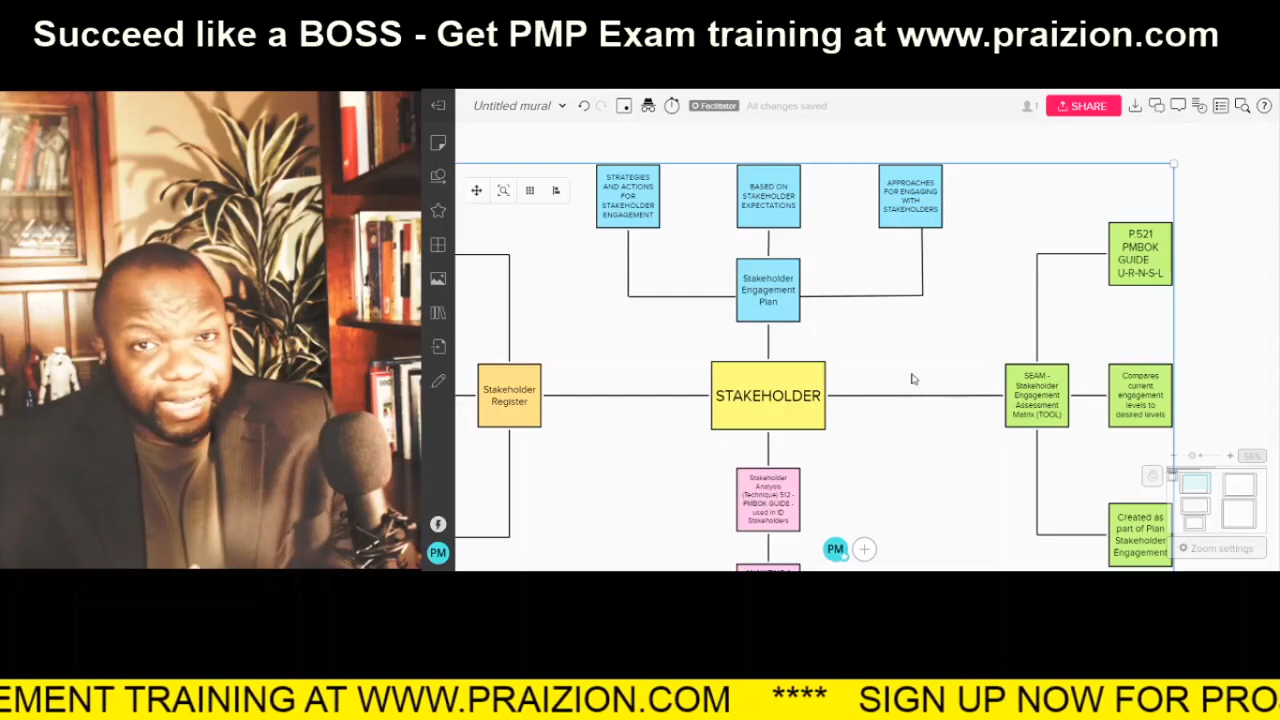 Succeed like a BOSS - Get PMP Exam training at www.praizion.com
Untitled mural
Facilitator
All changes saved
1
SHARE
?
STRATEGIES
AND ACTIONS
FOR
STAKEHOLDER
ENGAGEMENT
BASED ON
STAKEHOLDER
EXPECTATIONS
APPROACHES
FOR ENGAGING
WITH
STAKEHOLDERS
P.521
PMBOK
GUIDE
U-R-N-S-L
Stakeholder
Engagement
Plan
Stakeholder
Register
STAKEHOLDER
SEAM -
Stakeholder
Engagement
Assessment
Matrix (TOOL)
Compares
current
engagement
levels to
desired levels
Stakeholder
Analysis
(Technique) 512 -
PMBOK GUIDE -
used in ID
Stakeholders
Created as
part of Plan
Stakeholder
Engagement
56%
Zoom settings
PM
PM
EMENT TRAINING AT WWW.PRAIZION.COM **** SIGN UP NOW FOR PRO